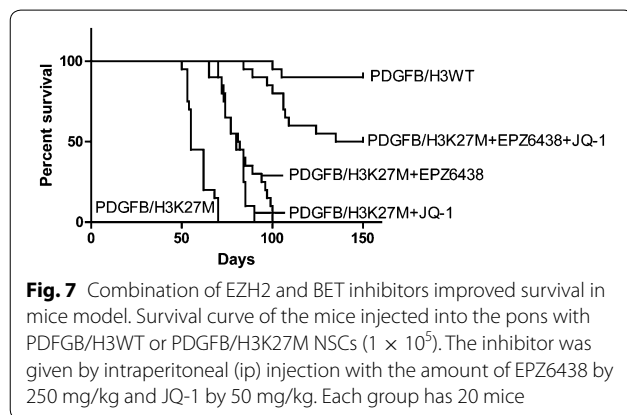 Percent survival
100
50
0
PDGFB/H3WT
PDGFB/H3K27M+EPZ6438+JQ-1
PDGFB/H3K27M+EPZ6438
PDGFB/H3K27M
PDGFB/H3K27M+JQ-1
0 50 100 150
Days
Fig. 7 Combination of EZH2 and BET inhibitors improved survival in
mice model. Survival curve of the mice injected into the pons with
PDFGB/H3WT or PDGFB/H3K27M NSCs (1 × 10⁵). The inhibitor was
given by intraperitoneal (ip) injection with the amount of EPZ6438 by
250 mg/kg and JQ-1 by 50 mg/kg. Each group has 20 mice